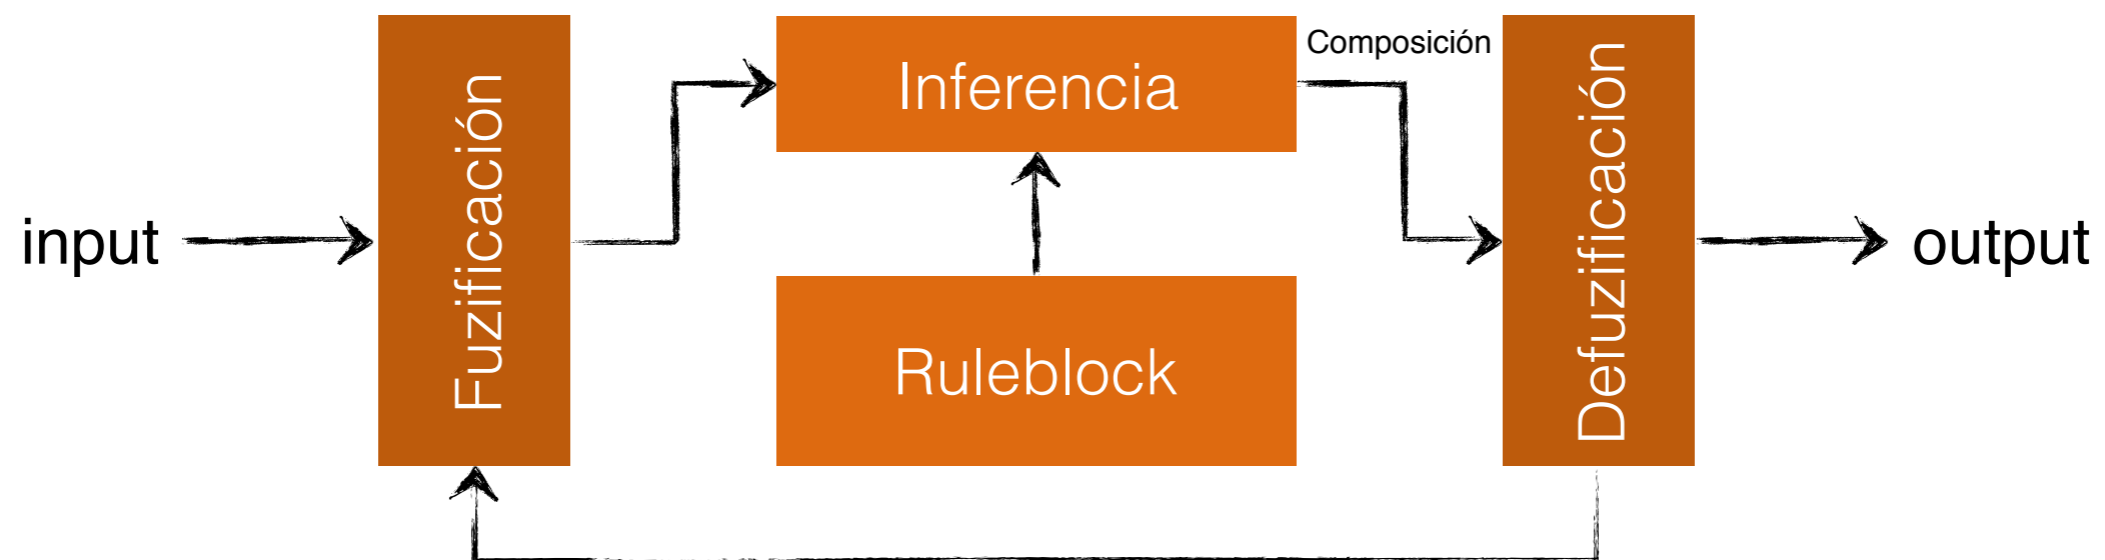 input
Fuzificación
Inferencia
Ruleblock
Composición
Defuzificación
output